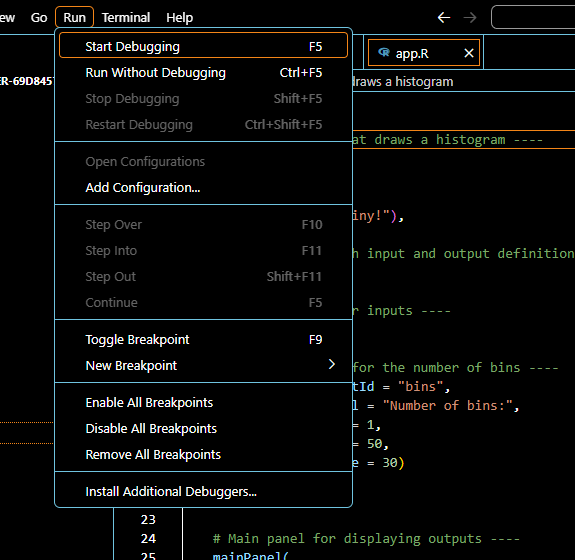 ew Go Run Terminal Help
app.R
ER-69D845
draws a histogram
Start Debugging F5
Run Without Debugging Ctrl+F5
Stop Debugging Shift+F5
Restart Debugging Ctrl+Shift+F5
Open Configurations
Add Configuration...
Step Over F10
Step Into F11
Step Out Shift+F11
Continue F5
Toggle Breakpoint F9
New Breakpoint
Enable All Breakpoints
Disable All Breakpoints
Remove All Breakpoints
Install Additional Debuggers...
at draws a histogram ----
iny!"),
h input and output definition
r inputs ----
for the number of bins ----
tId = "bins",
l = "Number of bins:",
= 1,
= 50,
e = 30)
23
24 # Main panel for displaying outputs ----
25 mainPanel(